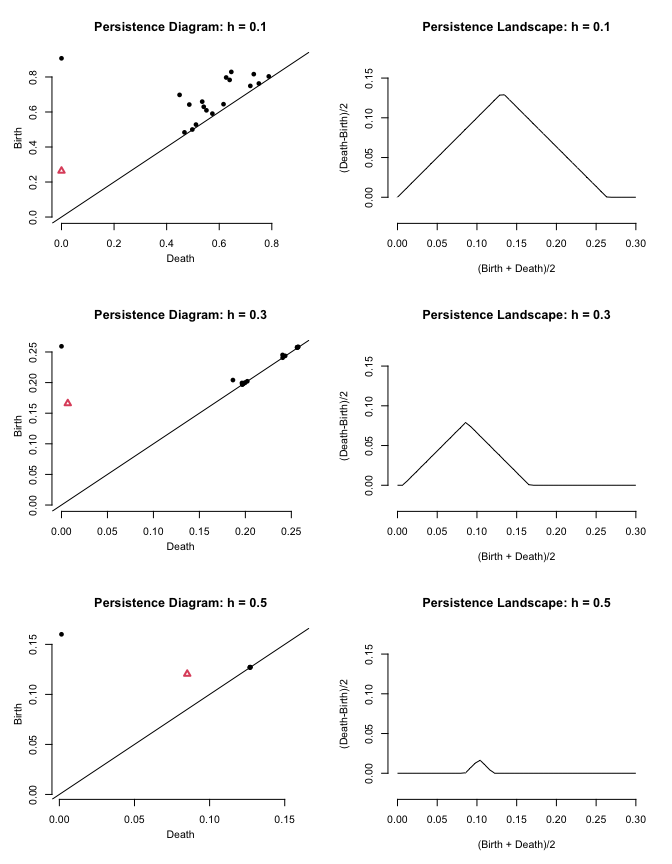 Persistence Diagram: h = 0.1
Birth
0.0 0.2 0.4 0.6 0.8
0.0 0.2 0.4 0.6 0.8
Death
Persistence Landscape: h = 0.1
(Death-Birth)/2
0.00 0.05 0.10 0.15
0.00 0.05 0.10 0.15 0.20 0.25 0.30
(Birth + Death)/2
Persistence Diagram: h = 0.3
Birth
0.00 0.05 0.10 0.15 0.20 0.25
0.00 0.05 0.10 0.15 0.20 0.25
Death
Persistence Landscape: h = 0.3
(Death-Birth)/2
0.00 0.05 0.10 0.15
0.00 0.05 0.10 0.15 0.20 0.25 0.30
(Birth + Death)/2
Persistence Diagram: h = 0.5
Birth
0.00 0.05 0.10 0.15
0.00 0.05 0.10 0.15
Death
Persistence Landscape: h = 0.5
(Death-Birth)/2
0.00 0.05 0.10 0.15
0.00 0.05 0.10 0.15 0.20 0.25 0.30
(Birth + Death)/2